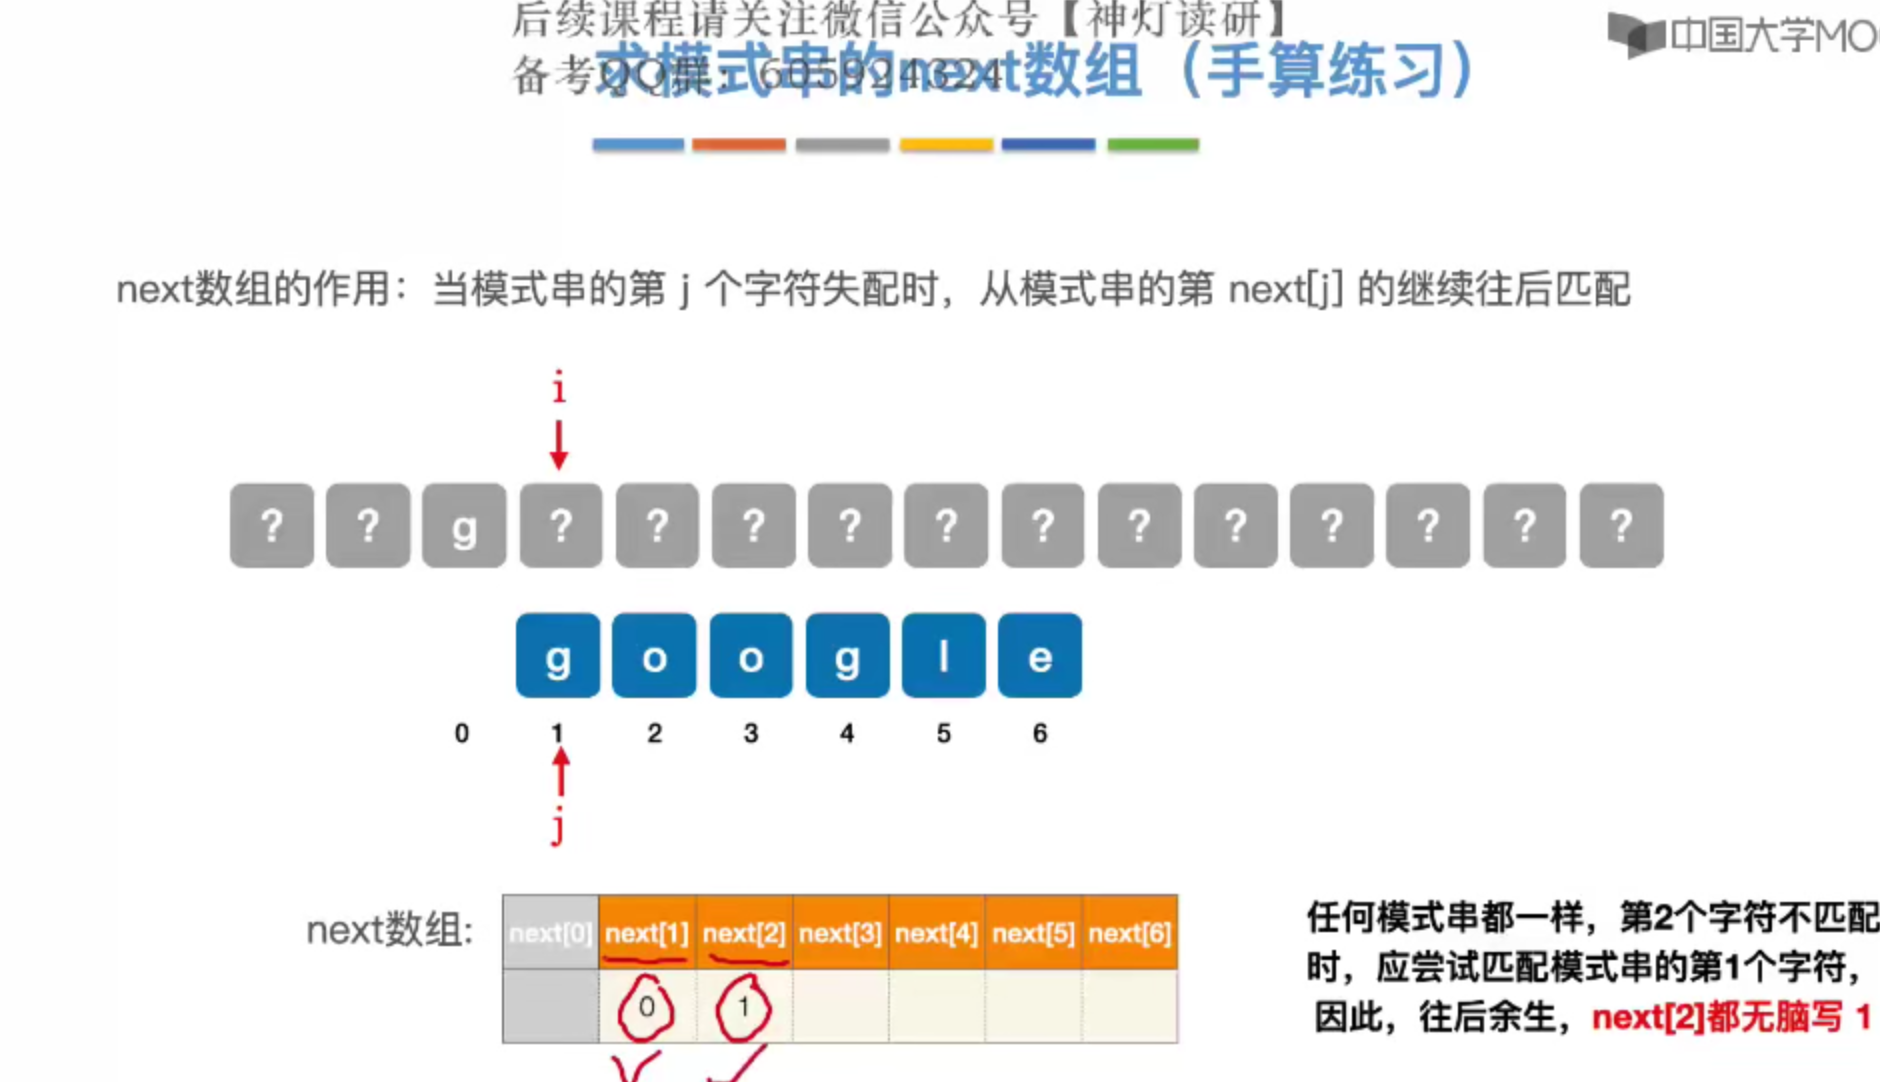 后续课程请关注微信公众号【神灯读研】
备考QQ群：605924324
求模式串的next数组（手算练习）
中国大学MO
next数组的作用：当模式串的第 j 个字符失配时，从模式串的第 next[j] 的继续往后匹配
i
? ? g ? ? ? ? ? ? ? ? ? ? ? ?
g o o g l e
0 1 2 3 4 5 6
j
next数组:
next[0] next[1] next[2] next[3] next[4] next[5] next[6]
0 1
任何模式串都一样，第2个字符不匹配
时，应尝试匹配模式串的第1个字符，
因此，往后余生，next[2]都无脑写 1